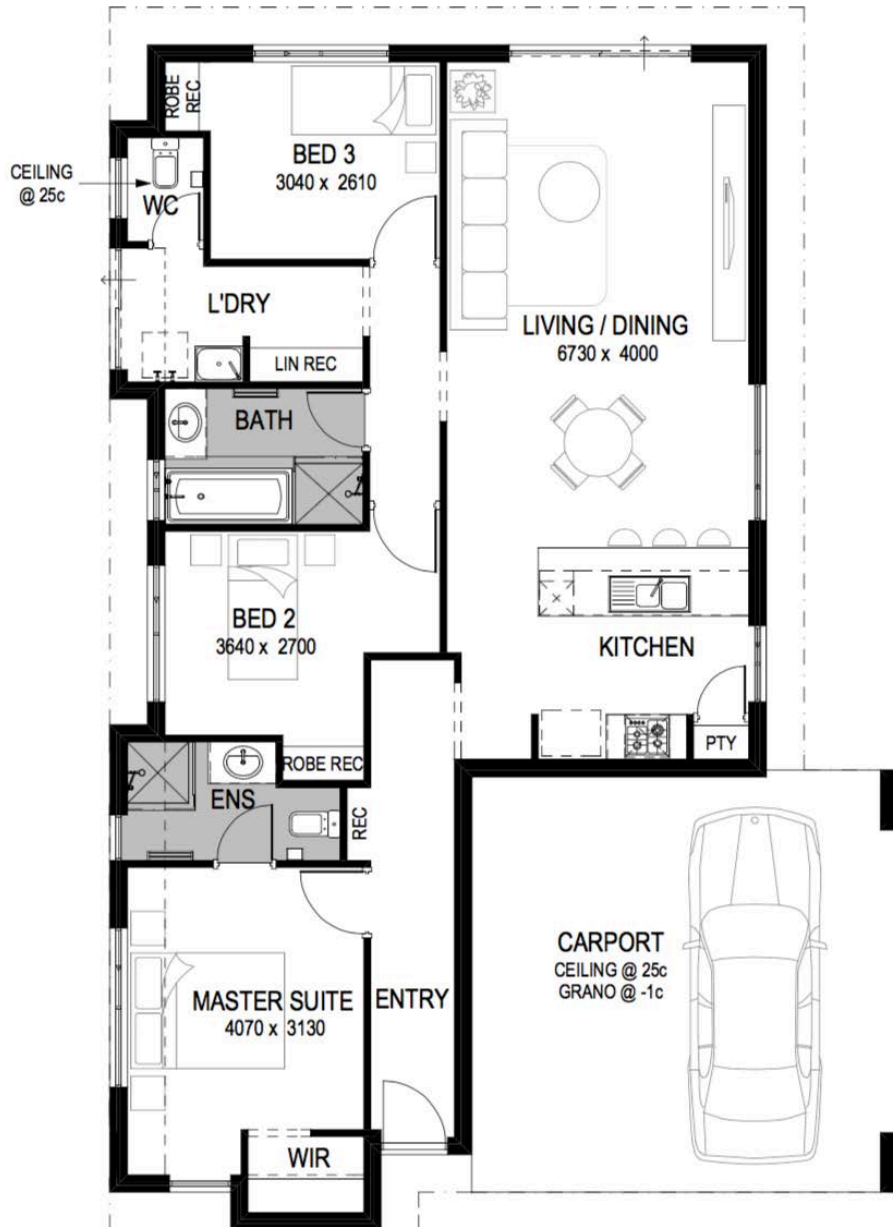 ROBE
REC
BED 3
3040 x 2610
CEILING
@ 25c
WC
L'DRY
LIN REC
LIVING / DINING
6730 x 4000
BATH
BED 2
3640 x 2700
KITCHEN
PTY
ROBE REC
ENS
REC
CARPORT
CEILING @ 25c
GRANO @ -1c
MASTER SUITE
4070 x 3130
ENTRY
WIR